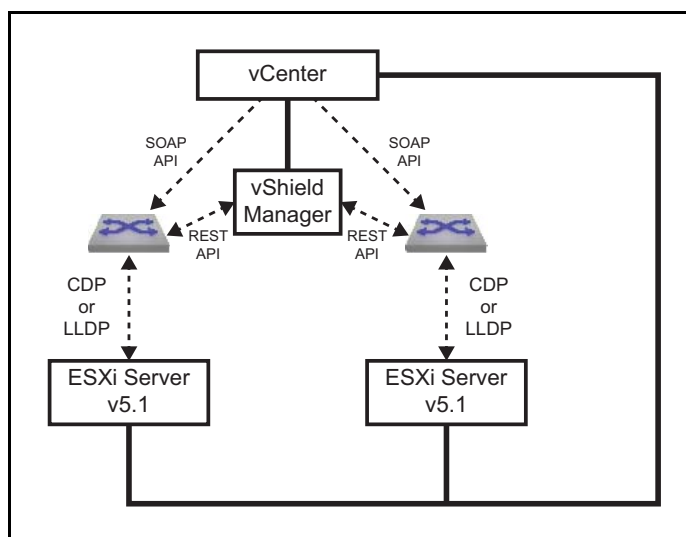 vCenter
SOAP
API
SOAP
API
vShield
Manager
REST
API
REST
API
CDP
or
LLDP
CDP
or
LLDP
ESXi Server
v5.1
ESXi Server
v5.1